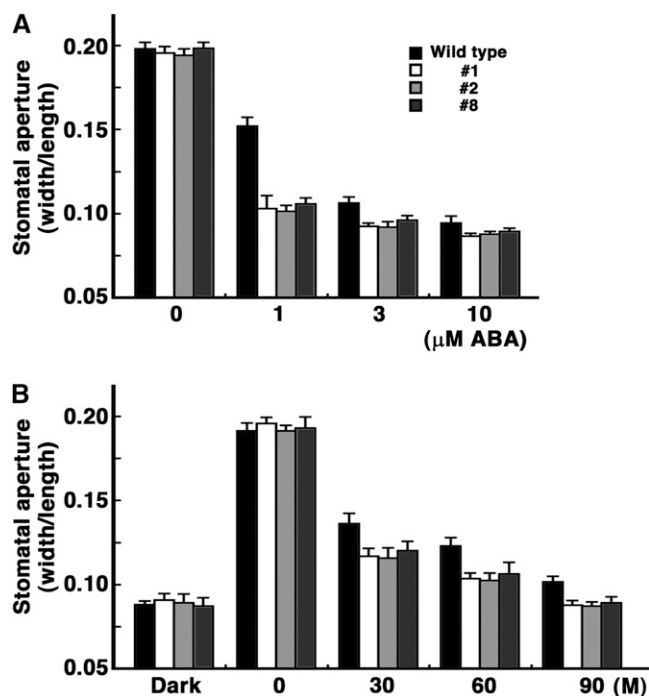 A
Stomatal aperture
(width/length)
0.20
0.15
0.10
0.05
Wild type
#1
#2
#8
0 1 3 10
(μM ABA)
B
Stomatal aperture
(width/length)
0.20
0.15
0.10
0.05
Dark 0 30 60 90 (M)